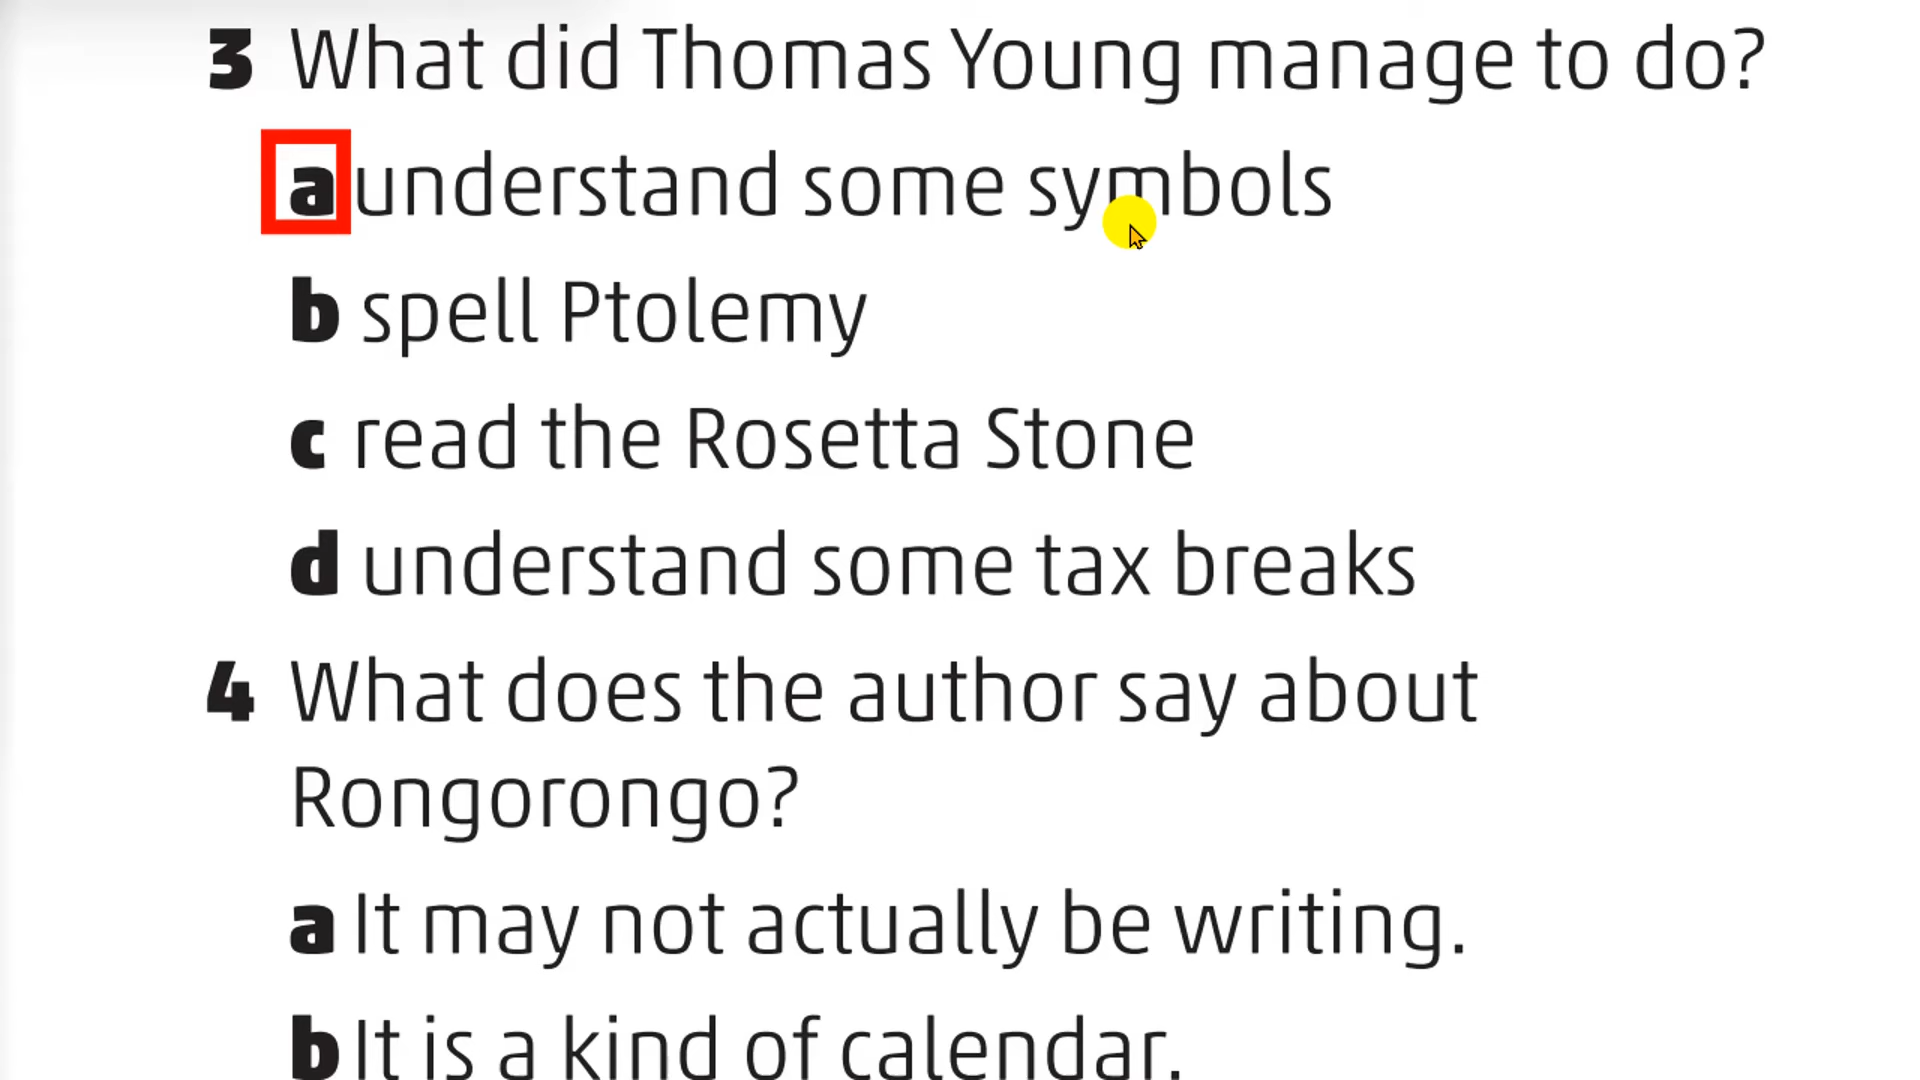 3 What did Thomas Young manage to do?
a understand some symbols
b spell Ptolemy
c read the Rosetta Stone
d understand some tax breaks
4 What does the author say about
Rongorongo?
a It may not actually be writing.
b It is a kind of calendar.